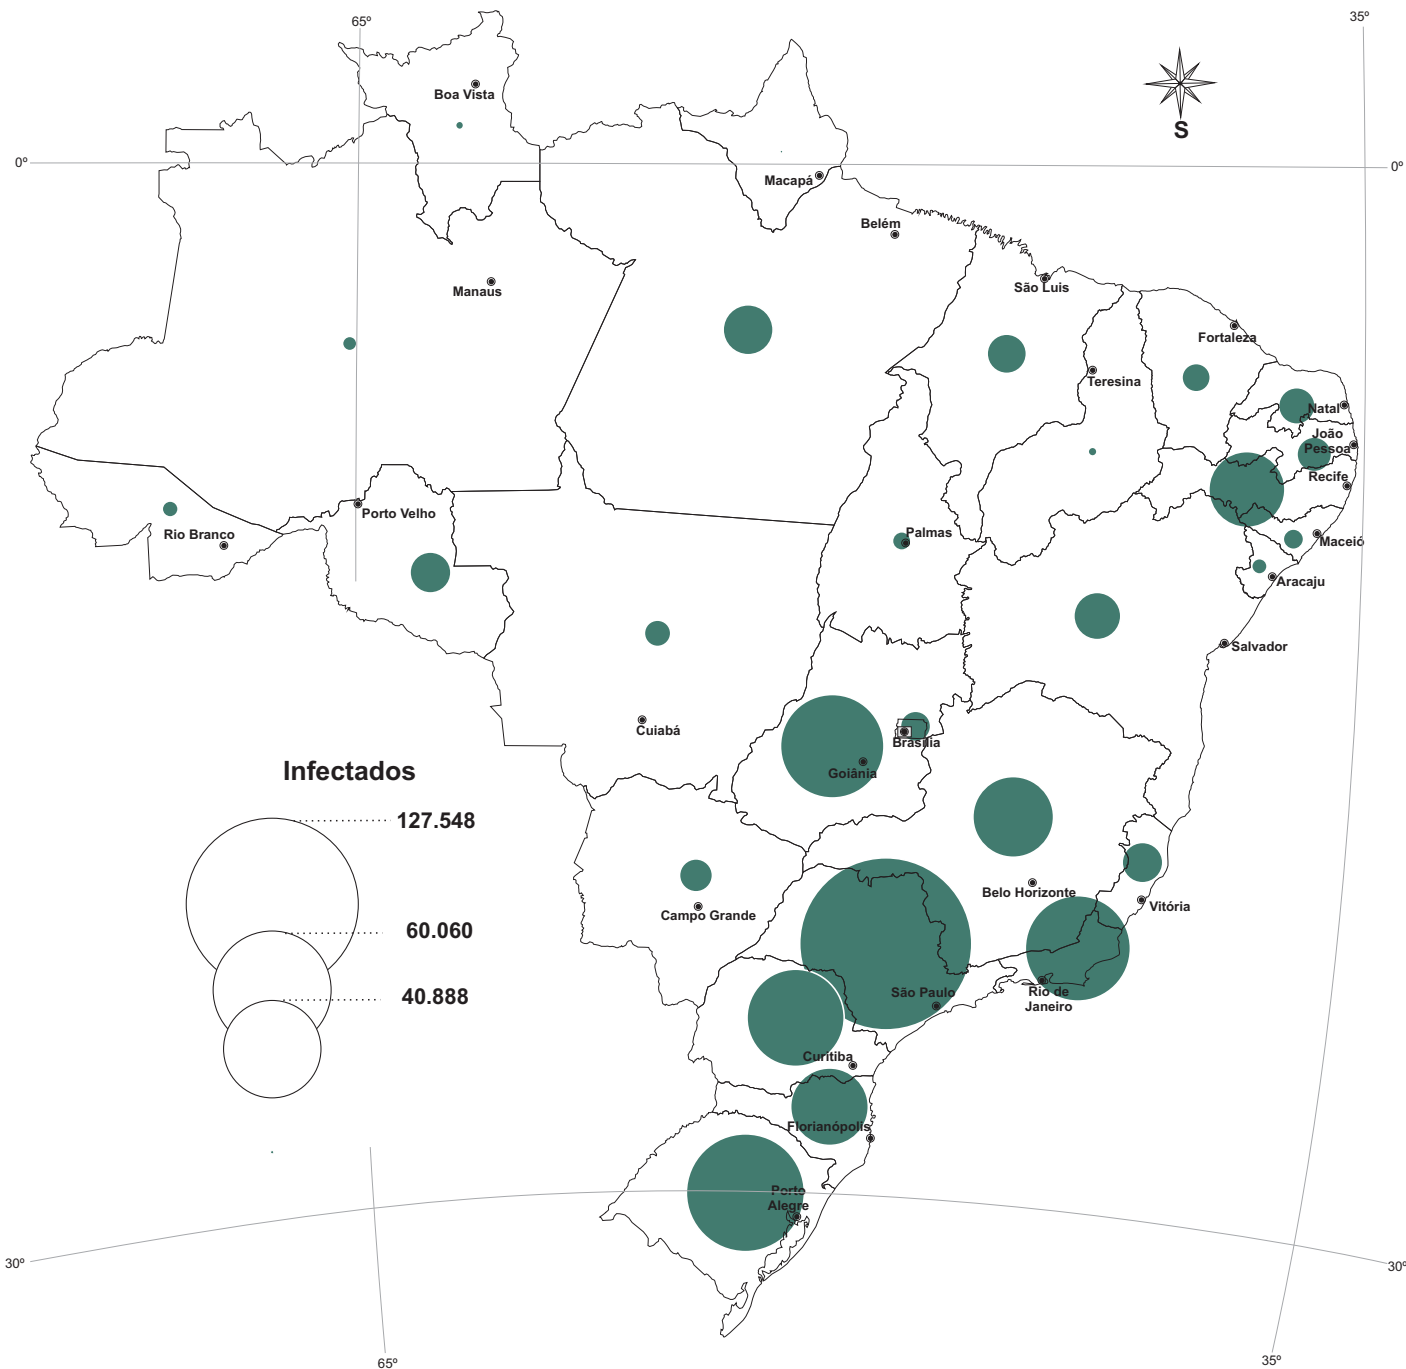 65º
35º
Boa Vista
S
0º
0º
Macapá
Belém
Manaus
São Luis
Fortaleza
Teresina
Natal
João
Pessoa
Recife
Porto Velho
Rio Branco
Palmas
Maceió
Aracaju
Salvador
Cuiabá
Brasília
Goiânia
Infectados
127.548
60.060
40.888
Belo Horizonte
Vitória
Campo Grande
São Paulo
Rio de
Janeiro
Curitiba
Florianópolis
Porto
Alegre
30º
30º
65º
35º